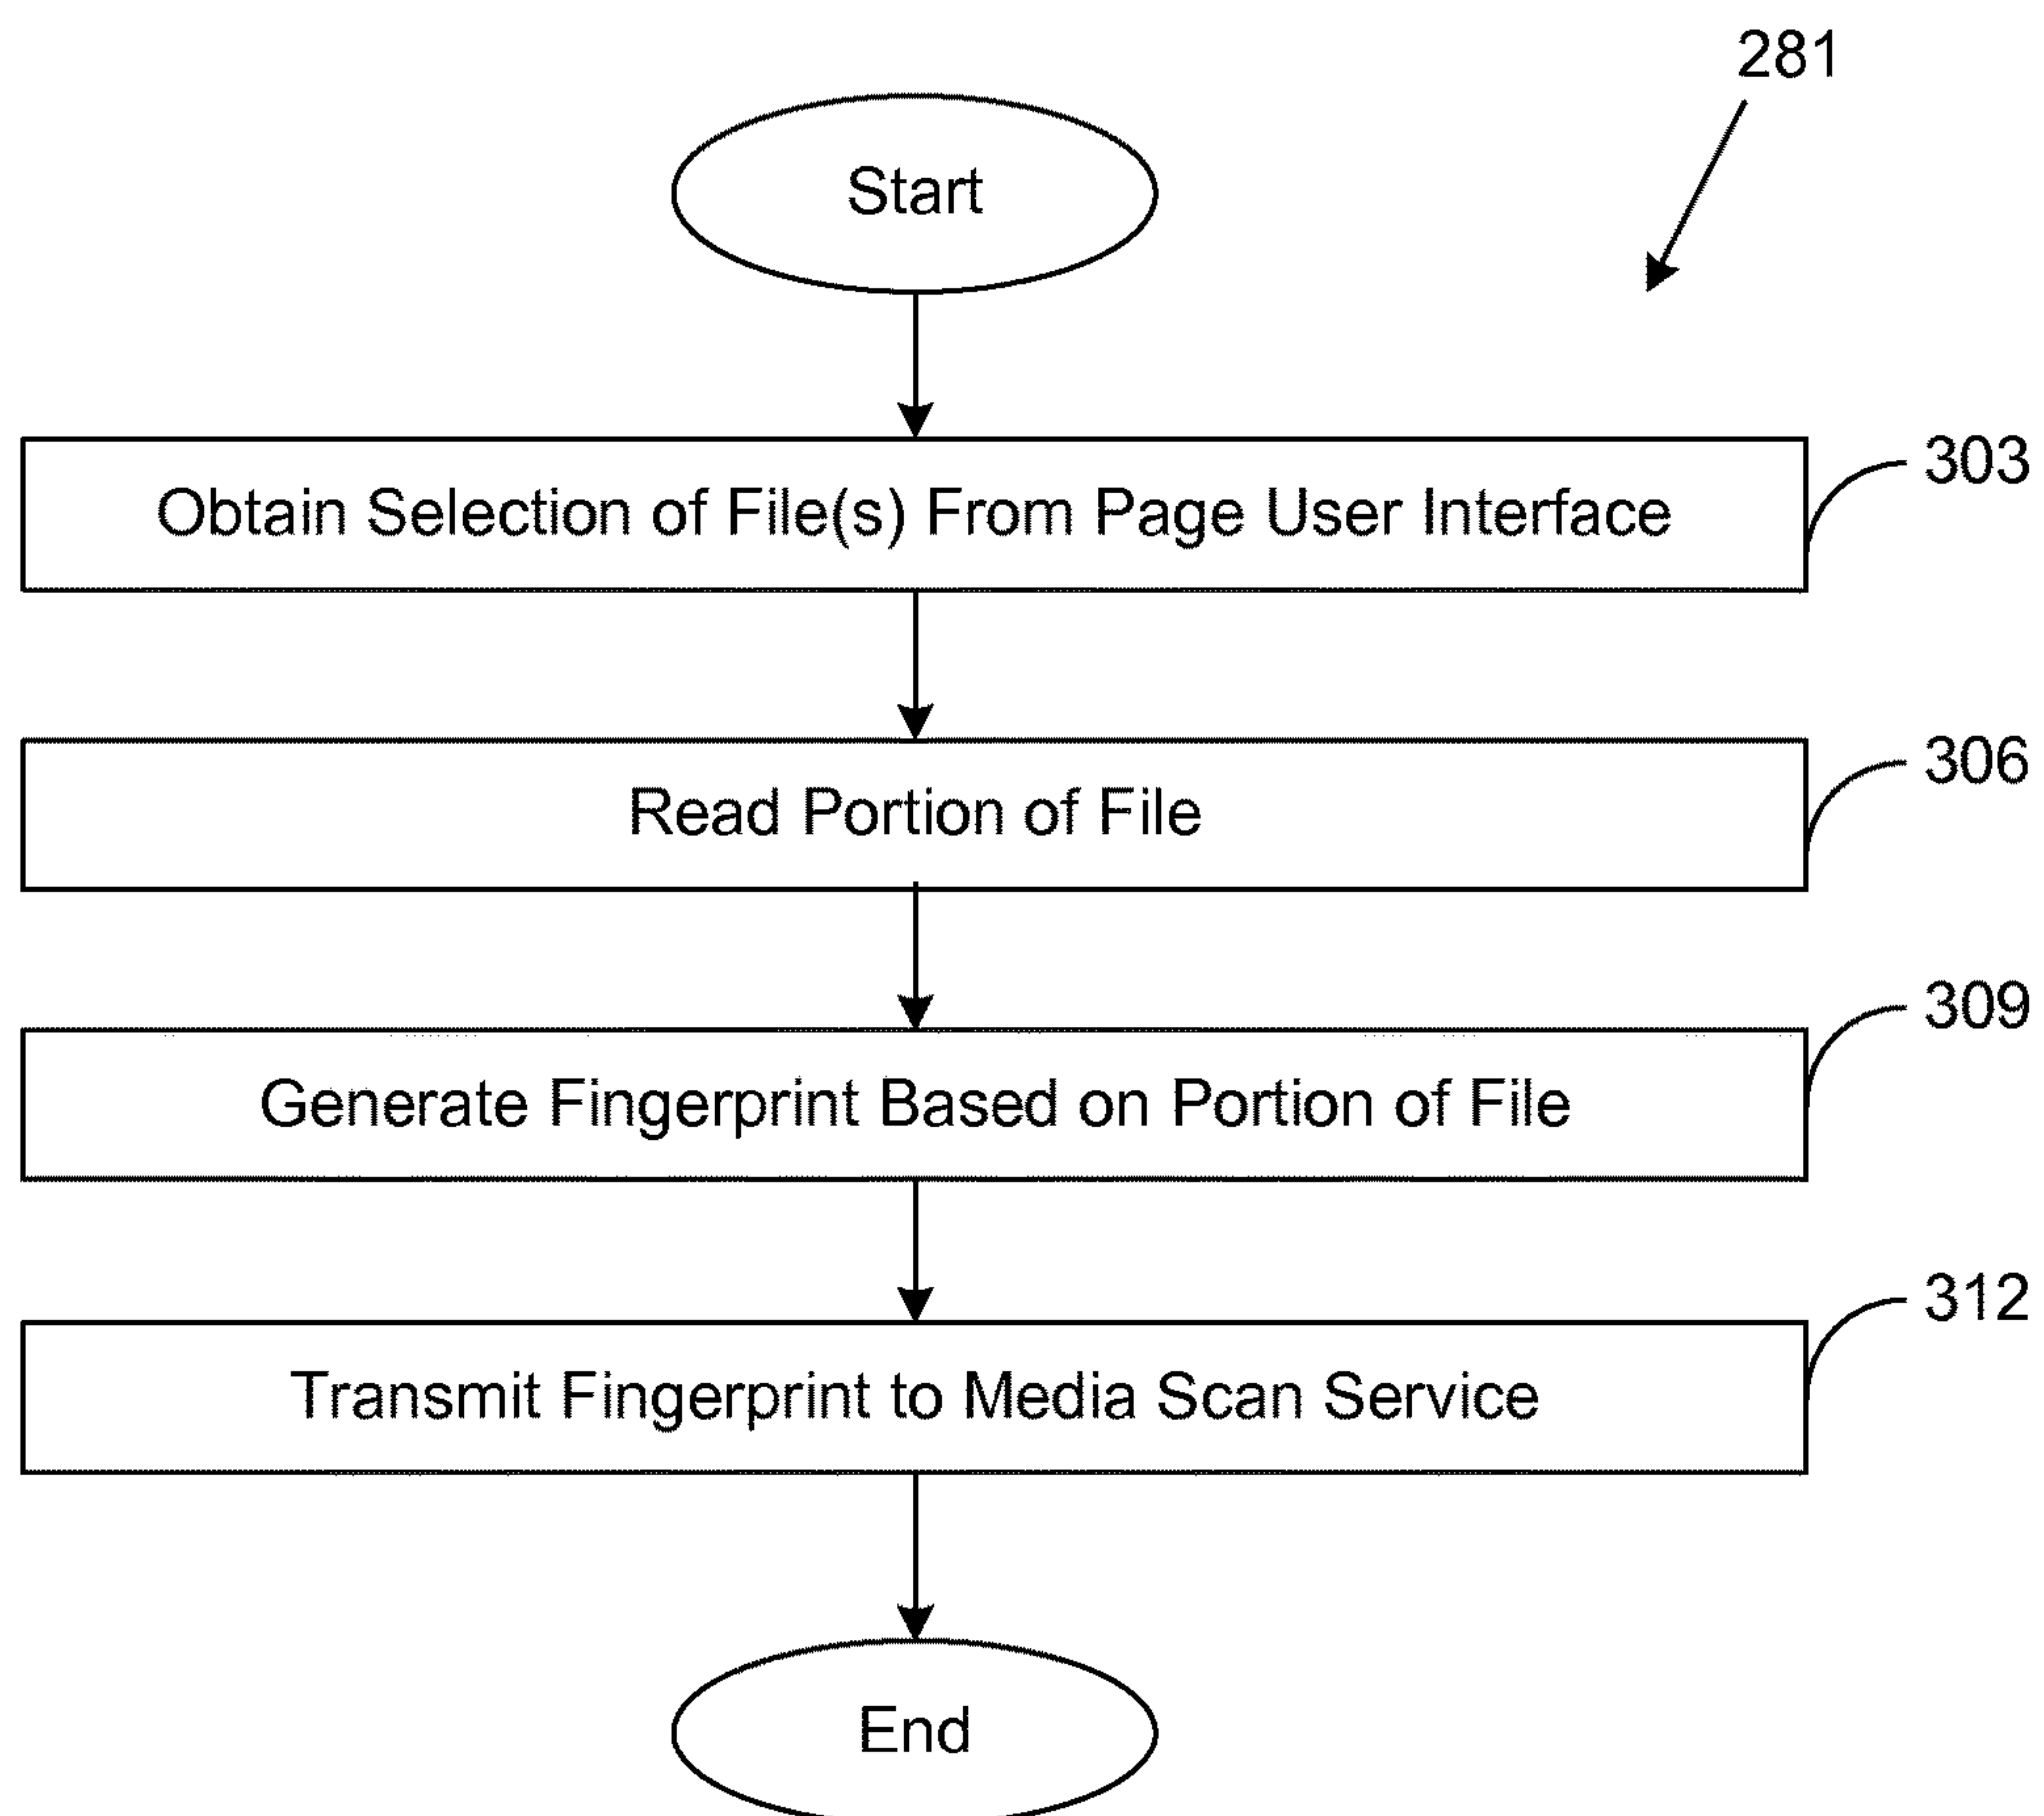 281
Start
Obtain Selection of File(s) From Page User Interface
303
Read Portion of File
306
Generate Fingerprint Based on Portion of File
309
Transmit Fingerprint to Media Scan Service
312
End